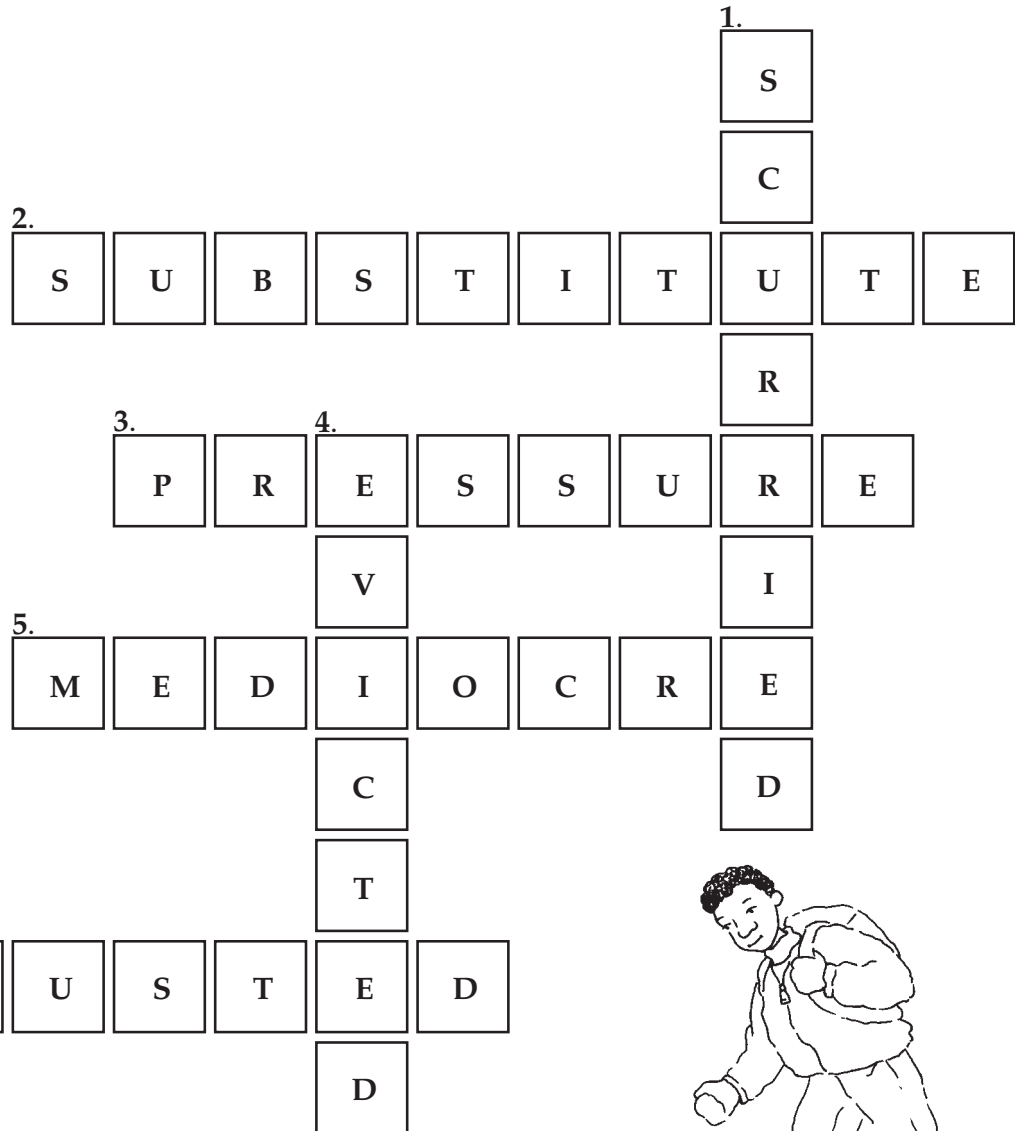 1.
S
C
2.
S U B S T I T U T E
R
3. 4.
P R E S S U R E
V I
5.
M E D I O C R E
C D
T
U S T E D
D